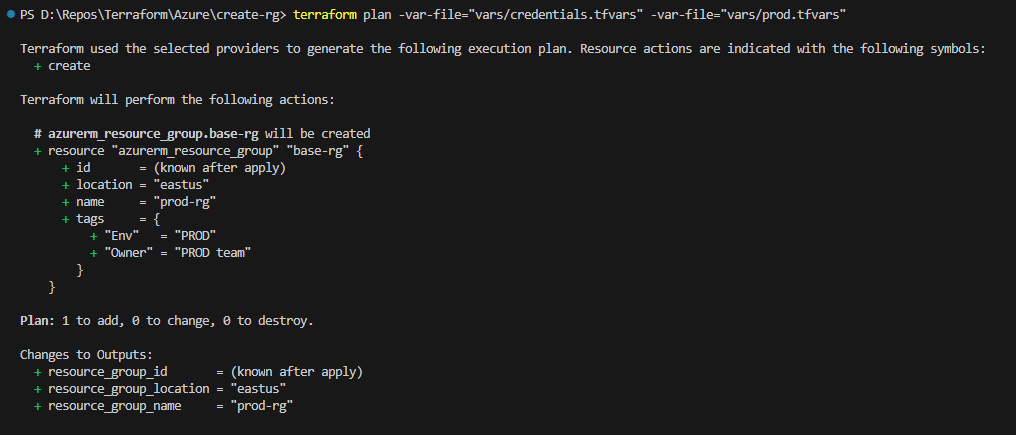 PS D:\Repos\Terraform\Azure\create-rg> terraform plan -var-file="vars/credentials.tfvars" -var-file="vars/prod.tfvars"
Terraform used the selected providers to generate the following execution plan. Resource actions are indicated with the following symbols:
+ create
Terraform will perform the following actions:
# azurerm_resource_group.base-rg will be created
+ resource "azurerm_resource_group" "base-rg" {
+ id = (known after apply)
+ location = "eastus"
+ name = "prod-rg"
+ tags = {
+ "Env" = "PROD"
+ "Owner" = "PROD team"
}
}
Plan: 1 to add, 0 to change, 0 to destroy.
Changes to Outputs:
+ resource_group_id = (known after apply)
+ resource_group_location = "eastus"
+ resource_group_name = "prod-rg"